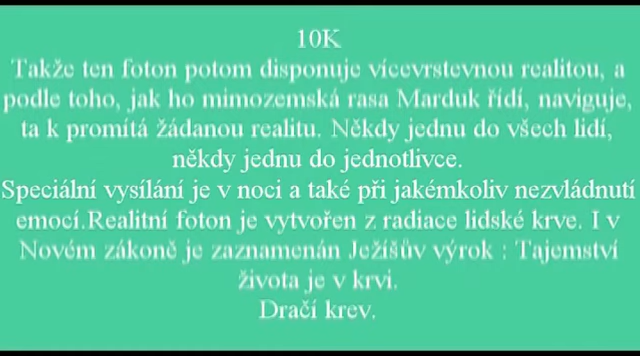 10K
Takže ten foton potom disponuje vícevrstevnou realitou, a
podle toho, jak ho mimozemská rasa Marduk řídí, naviguje,
ta k promítá žádanou realitu. Někdy jednu do všech lidí,
někdy jednu do jednotlivce.
Speciální vysílání je v noci a také při jakémkoliv nezvládnutí
emocí.Realitní foton je vytvořen z radiace lidské krve. I v
Novém zákoně je zaznamenán Ježíšův výrok : Tajemství
života je v krvi.
Dračí krev.